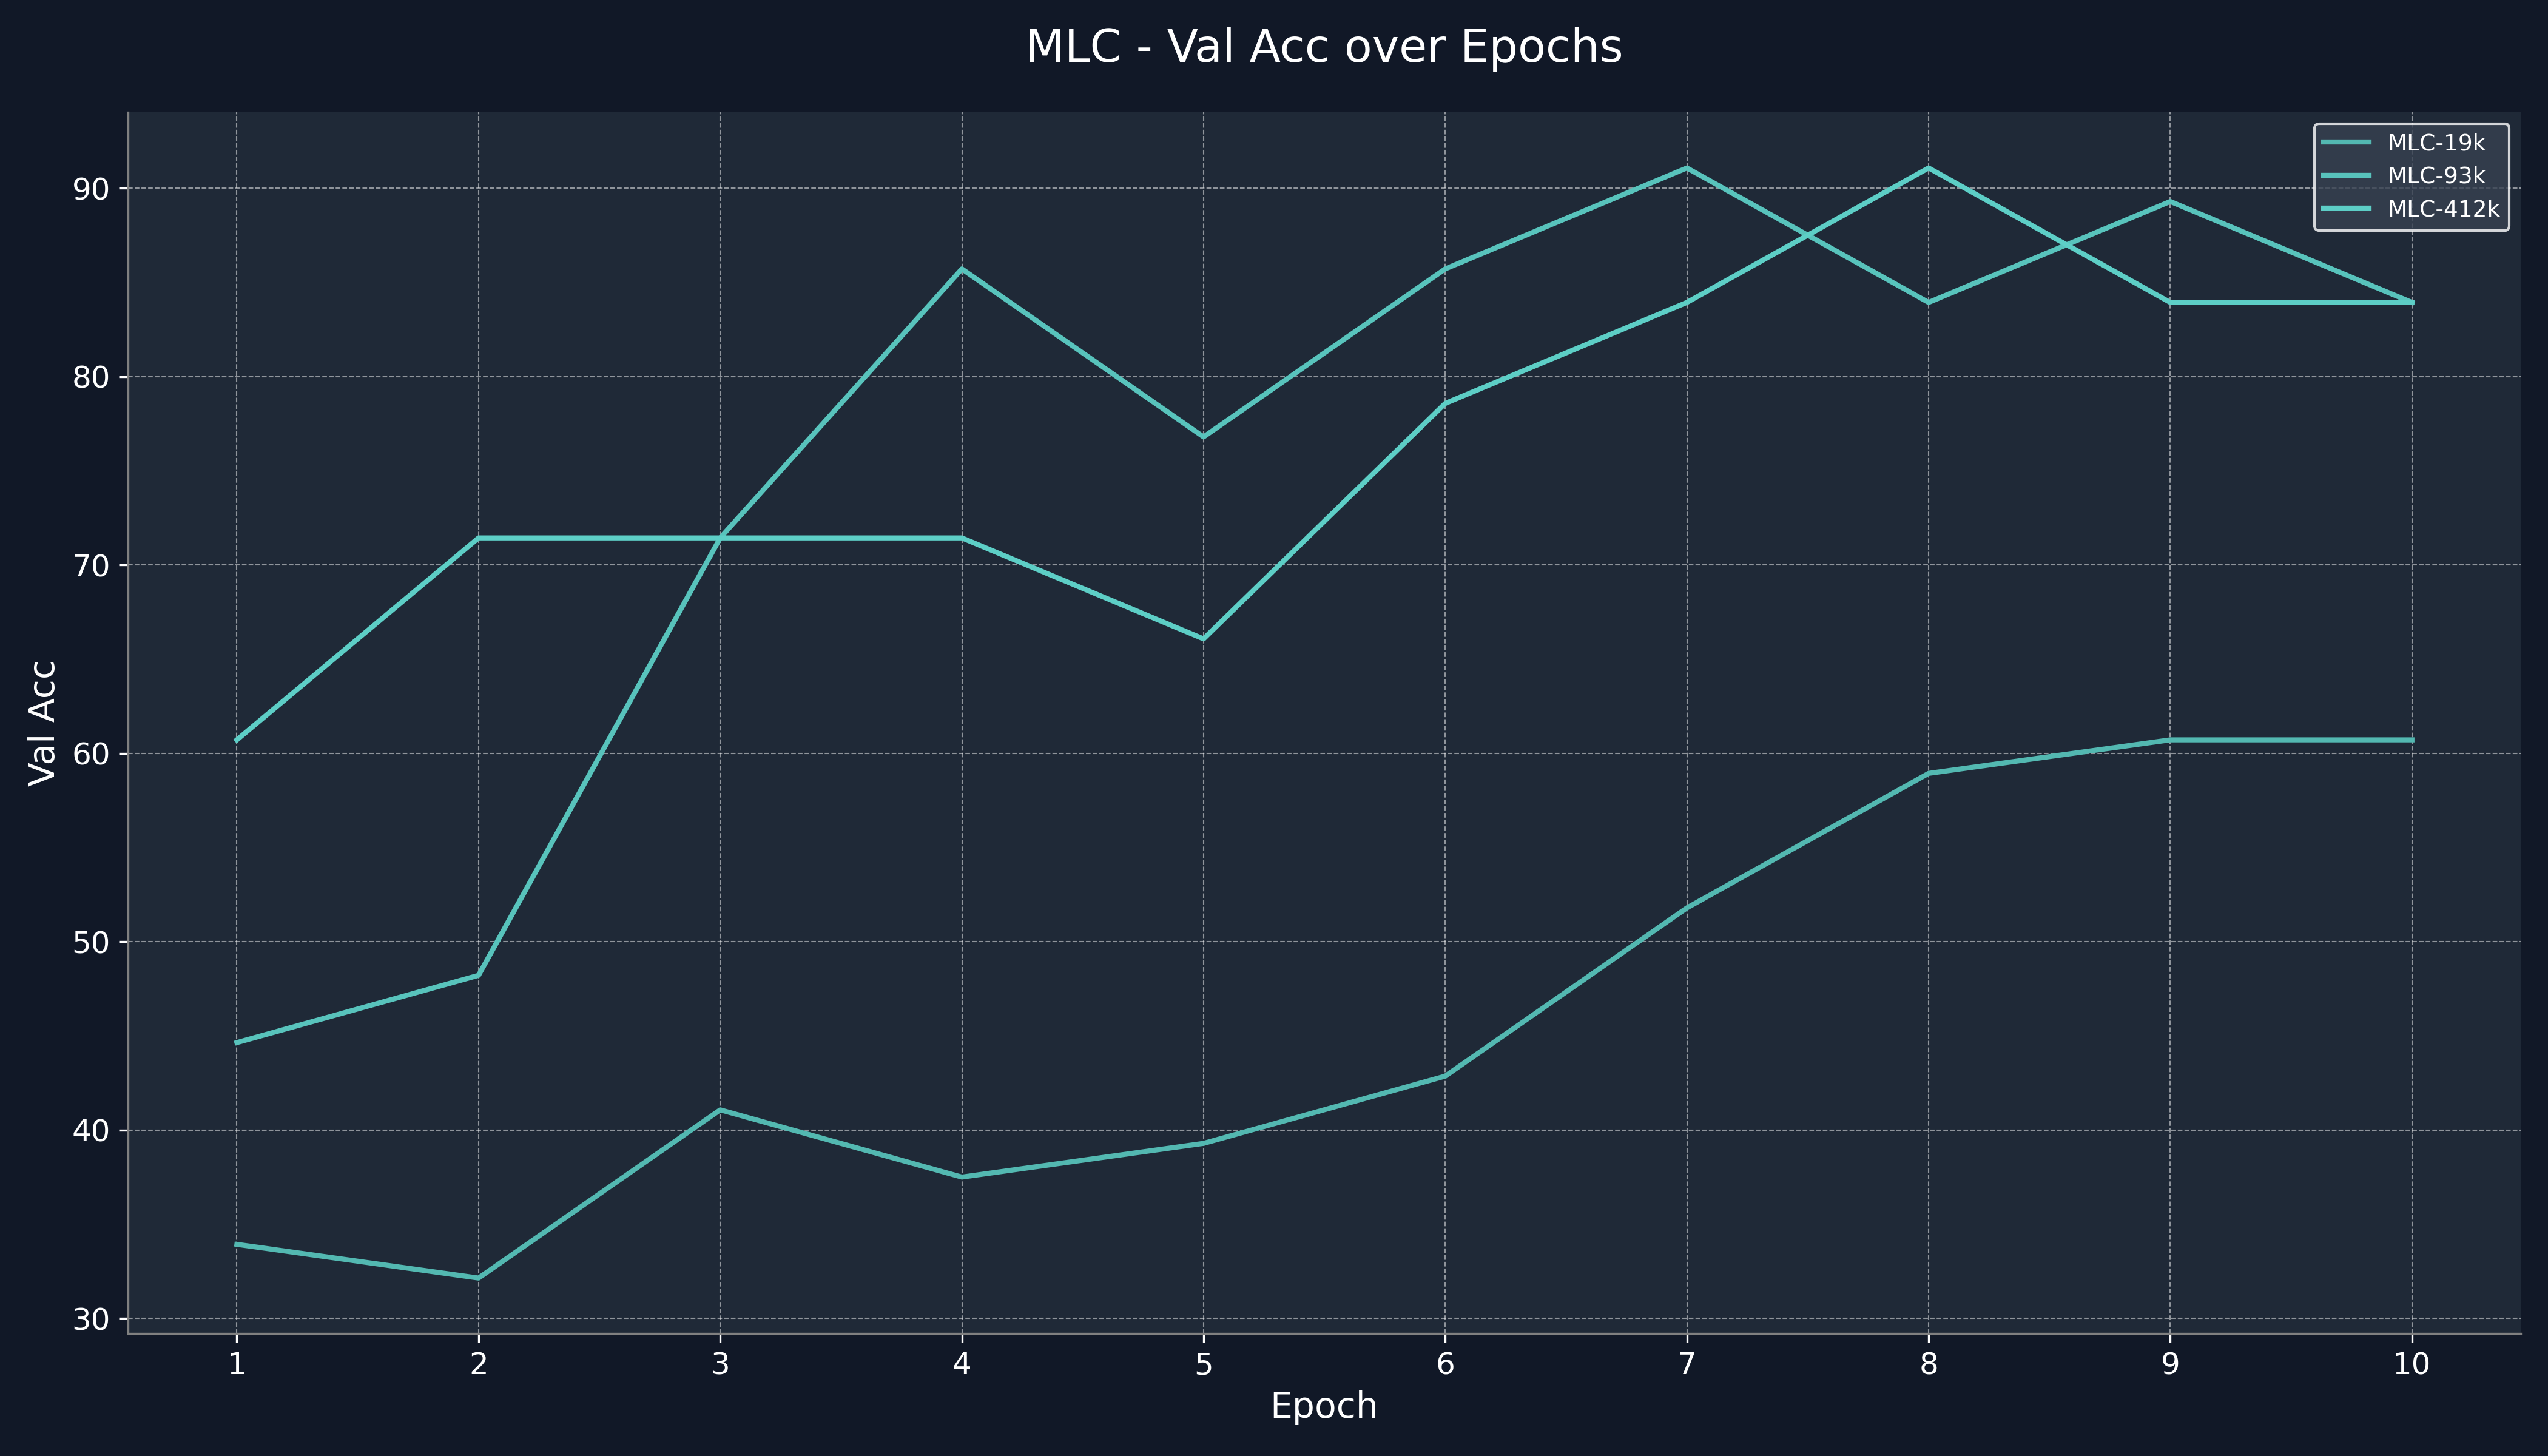 MLC - Val Acc over Epochs
MLC-19k
MLC-93k
MLC-412k
90
80
70
60
50
40
30
Val Acc
1 2 3 4 5 6 7 8 9 10
Epoch